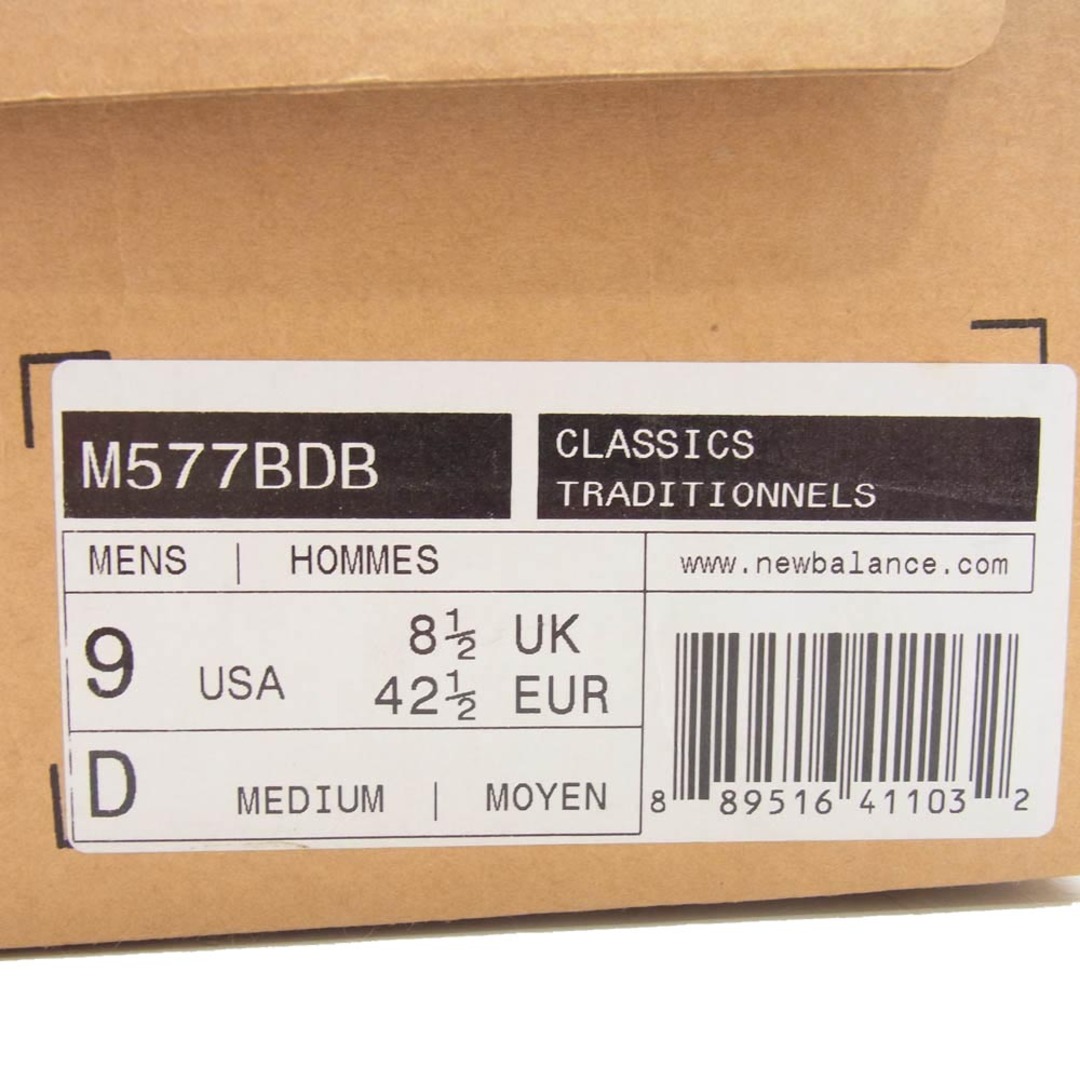 M577BDB
CLASSICS
TRADITIONNELS
MENS | HOMMES
www.newbalance.com
9 USA
8½ UK
42½ EUR
D MEDIUM | MOYEN
8 89516 41103 2